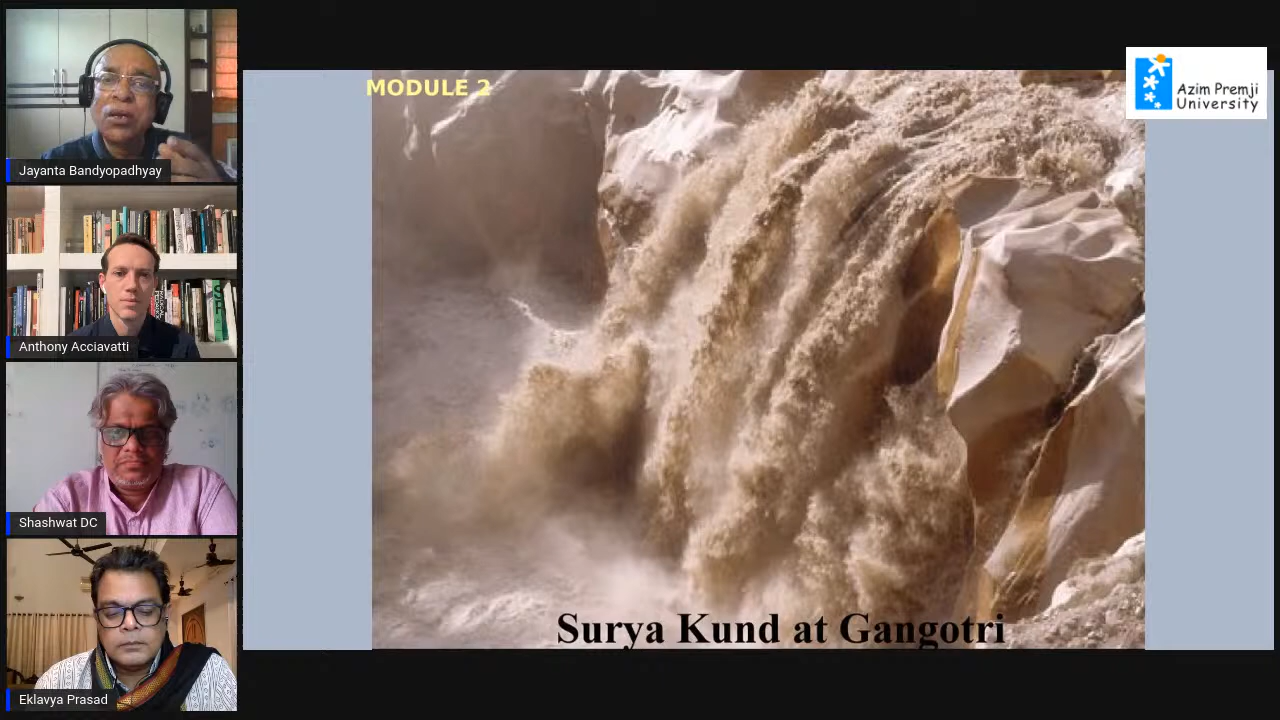 Jayanta Bandyopadhyay
Anthony Acciavatti
Shashwat DC
Eklavya Prasad
MODULE 2
Surya Kund at Gangotri
Azim Premji
University